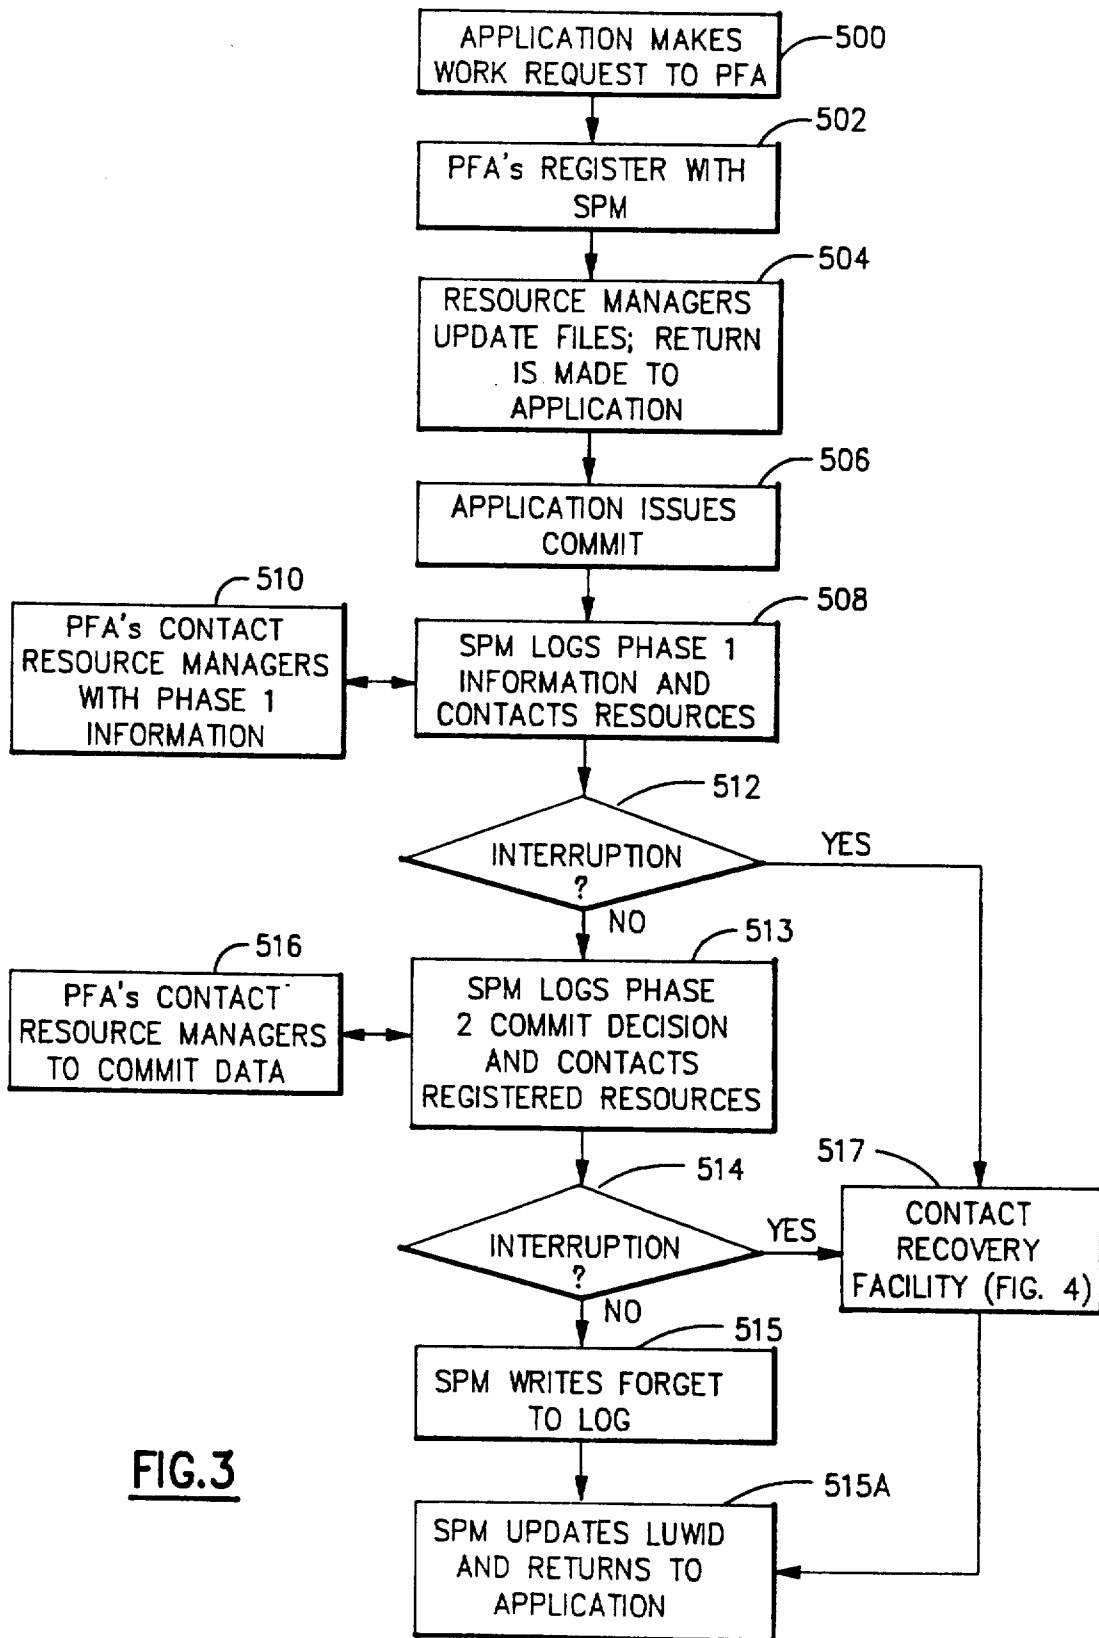 APPLICATION MAKES
WORK REQUEST TO PFA
500
502
PFA's REGISTER WITH
SPM
504
RESOURCE MANAGERS
UPDATE FILES; RETURN
IS MADE TO
APPLICATION
506
APPLICATION ISSUES
COMMIT
510
PFA's CONTACT
RESOURCE MANAGERS
WITH PHASE 1
INFORMATION
508
SPM LOGS PHASE 1
INFORMATION AND
CONTACTS RESOURCES
512
INTERRUPTION
?
YES
NO
516
PFA's CONTACT
RESOURCE MANAGERS
TO COMMIT DATA
513
SPM LOGS PHASE
2 COMMIT DECISION
AND CONTACTS
REGISTERED RESOURCES
514
INTERRUPTION
?
YES
NO
517
CONTACT
RECOVERY
FACILITY (FIG. 4)
515
SPM WRITES FORGET
TO LOG
FIG.3
515A
SPM UPDATES LUWID
AND RETURNS TO
APPLICATION